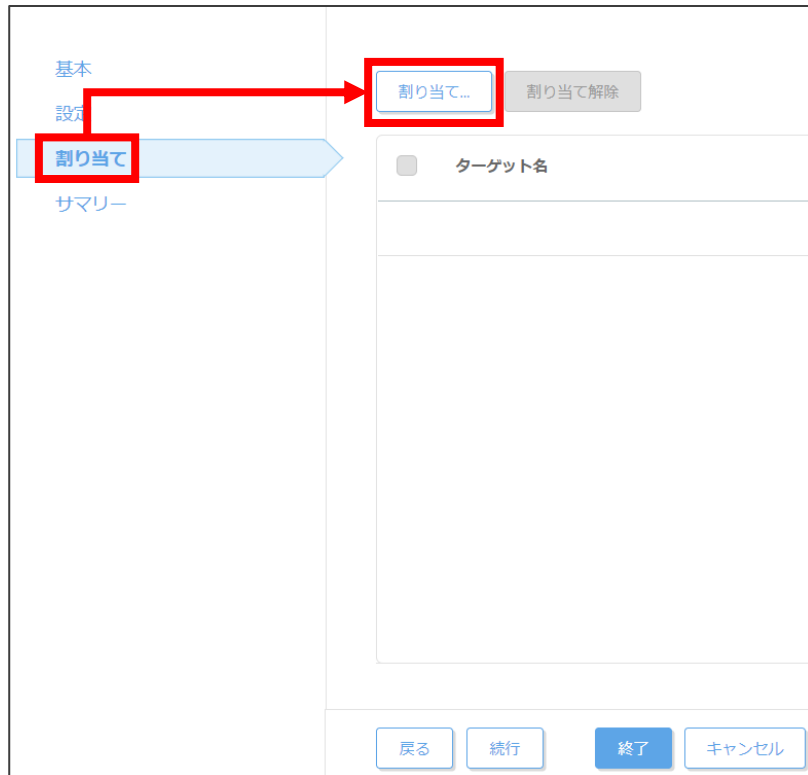 基本
設定
割り当て
サマリー
割り当て... 割り当て解除
ターゲット名
戻る 続行 終了 キャンセル